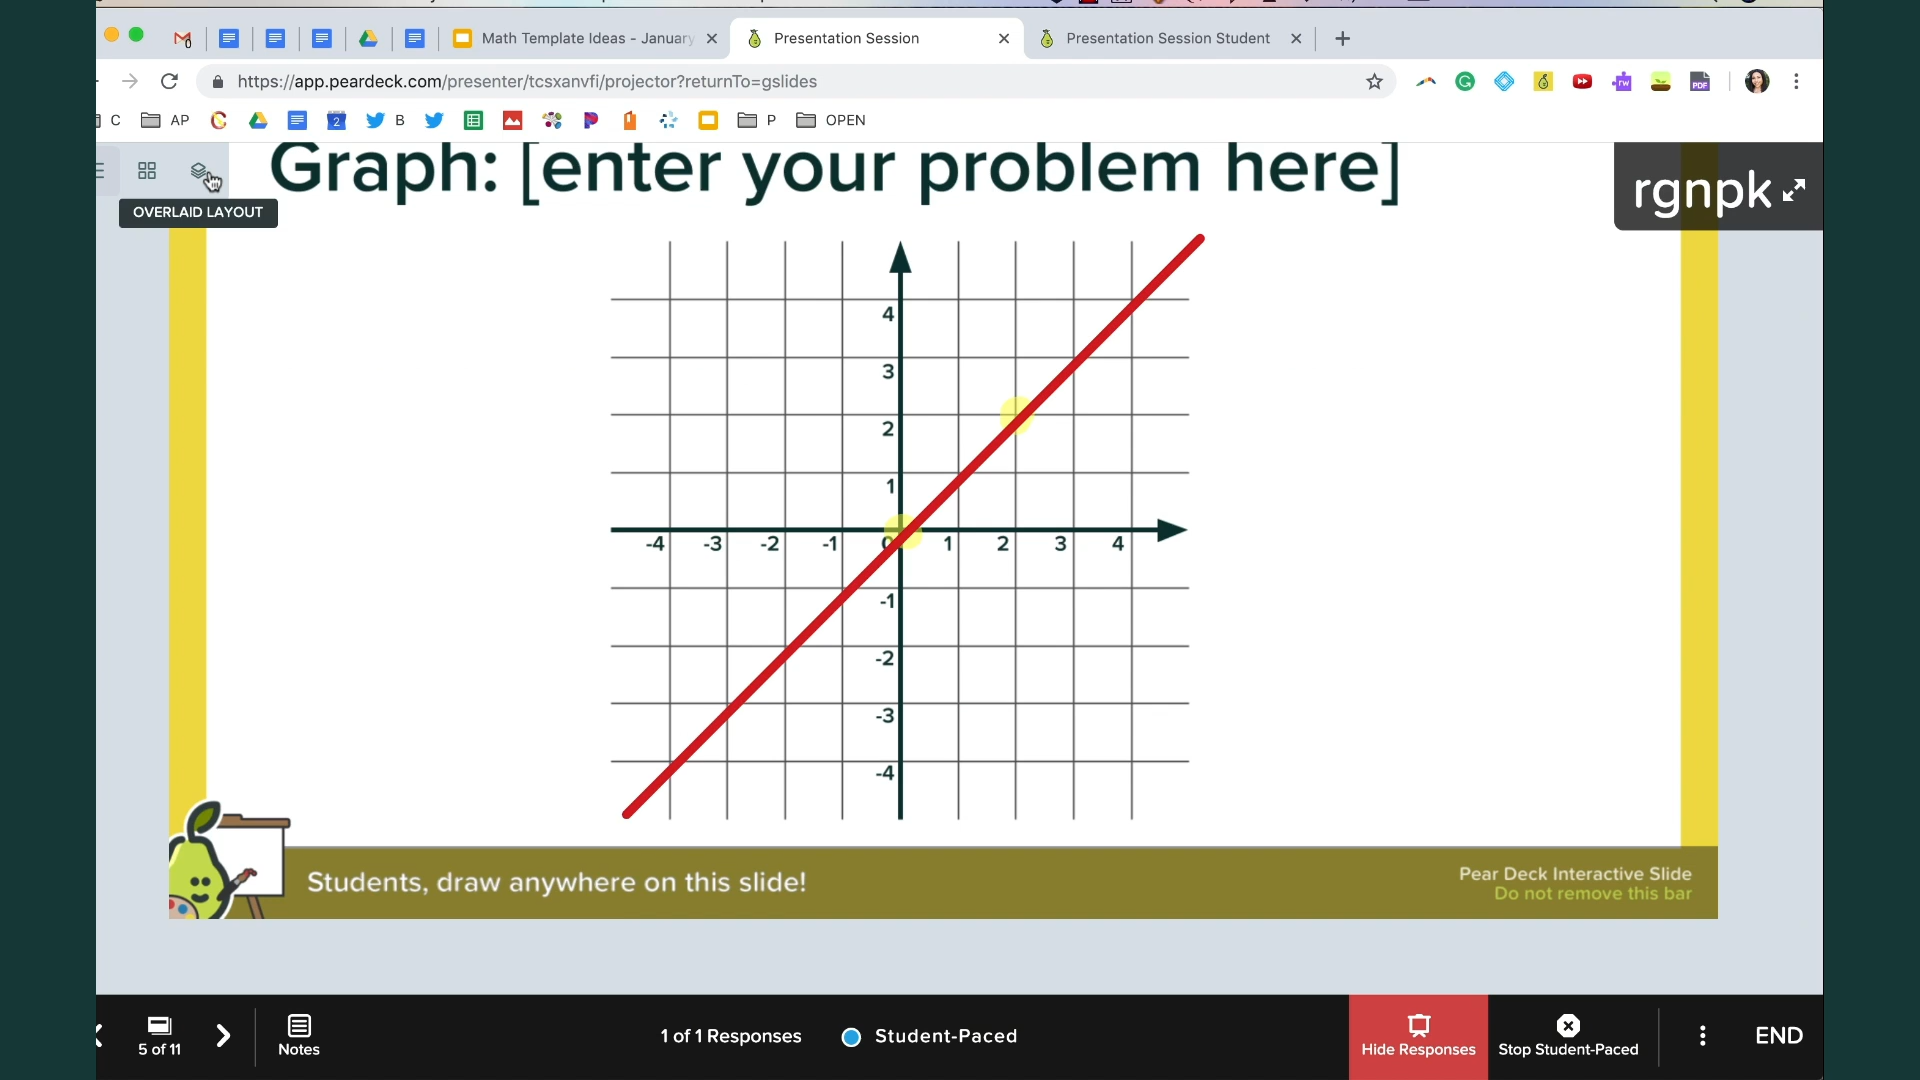 Math Template Ideas - January
Presentation Session
Presentation Session Student
https://app.peardeck.com/presenter/tcsxanvfi/projector?returnTo=gslides
C
AP
B
P
OPEN
Graph: [enter your problem here]
rgnpk
OVERLAID LAYOUT
4
3
2
1
-4 -3 -2 -1 0 1 2 3 4
-1
-2
-3
-4
Students, draw anywhere on this slide!
Pear Deck Interactive Slide
Do not remove this bar
5 of 11
Notes
1 of 1 Responses
Student-Paced
Hide Responses
Stop Student-Paced
END